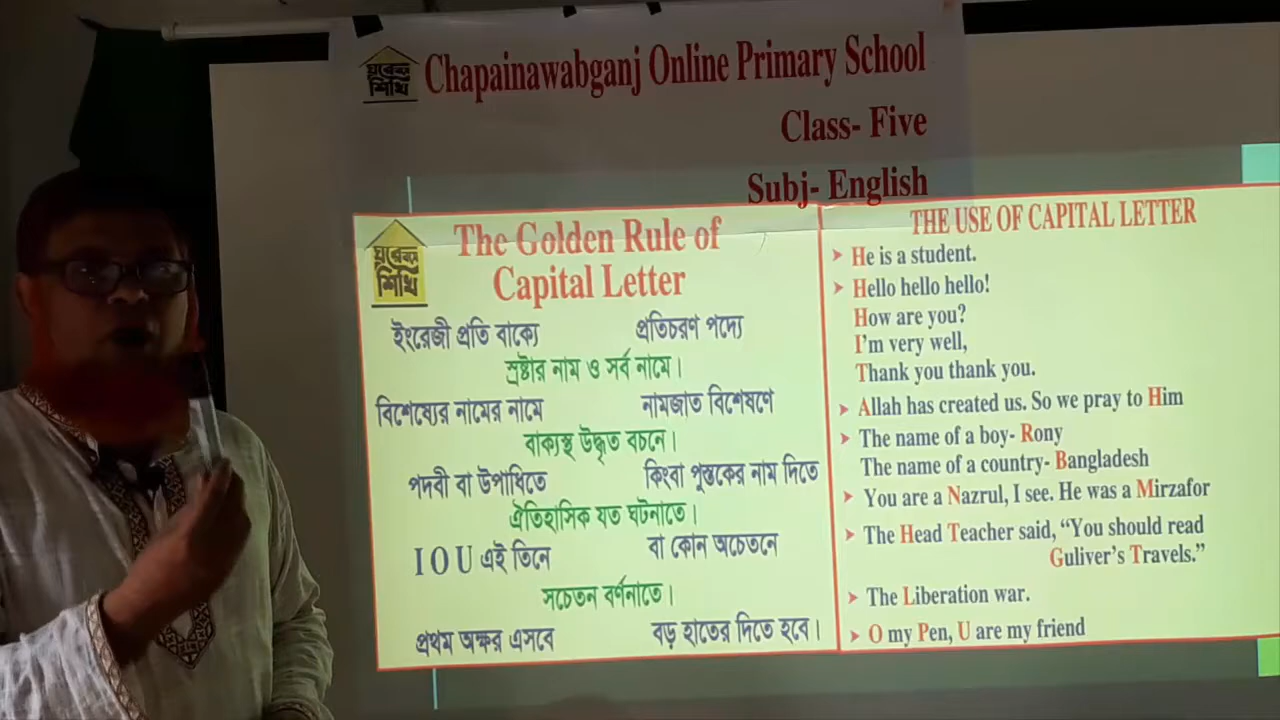 ঘরে বসে
শিখি
Chapainawabganj Online Primary School
Class- Five
Subj- English
ঘরে বসে
শিখি
The Golden Rule of
Capital Letter
ইংরেজী প্রতি বাক্যে প্রতিচরণ পদ্যে
স্রষ্টার নাম ও সর্ব নামে।
বিশেষ্যের নামের নামে নামজাত বিশেষণে
বাক্যস্থ উদ্ধৃত বচনে।
পদবী বা উপাধিতে কিংবা পুস্তকের নাম দিতে
ঐতিহাসিক যত ঘটনাতে।
I O U এই তিনে বা কোন অচেতনে
সচেতন বর্ণনাতে।
প্রথম অক্ষর এসবে বড় হাতের দিতে হবে।
THE USE OF CAPITAL LETTER
➢ He is a student.
➢ Hello hello hello!
How are you?
I'm very well,
Thank you thank you.
➢ Allah has created us. So we pray to Him
➢ The name of a boy- Rony
The name of a country- Bangladesh
➢ You are a Nazrul, I see. He was a Mirzafor
➢ The Head Teacher said, “You should read
Guliver's Travels.”
➢ The Liberation war.
➢ O my Pen, U are my friend